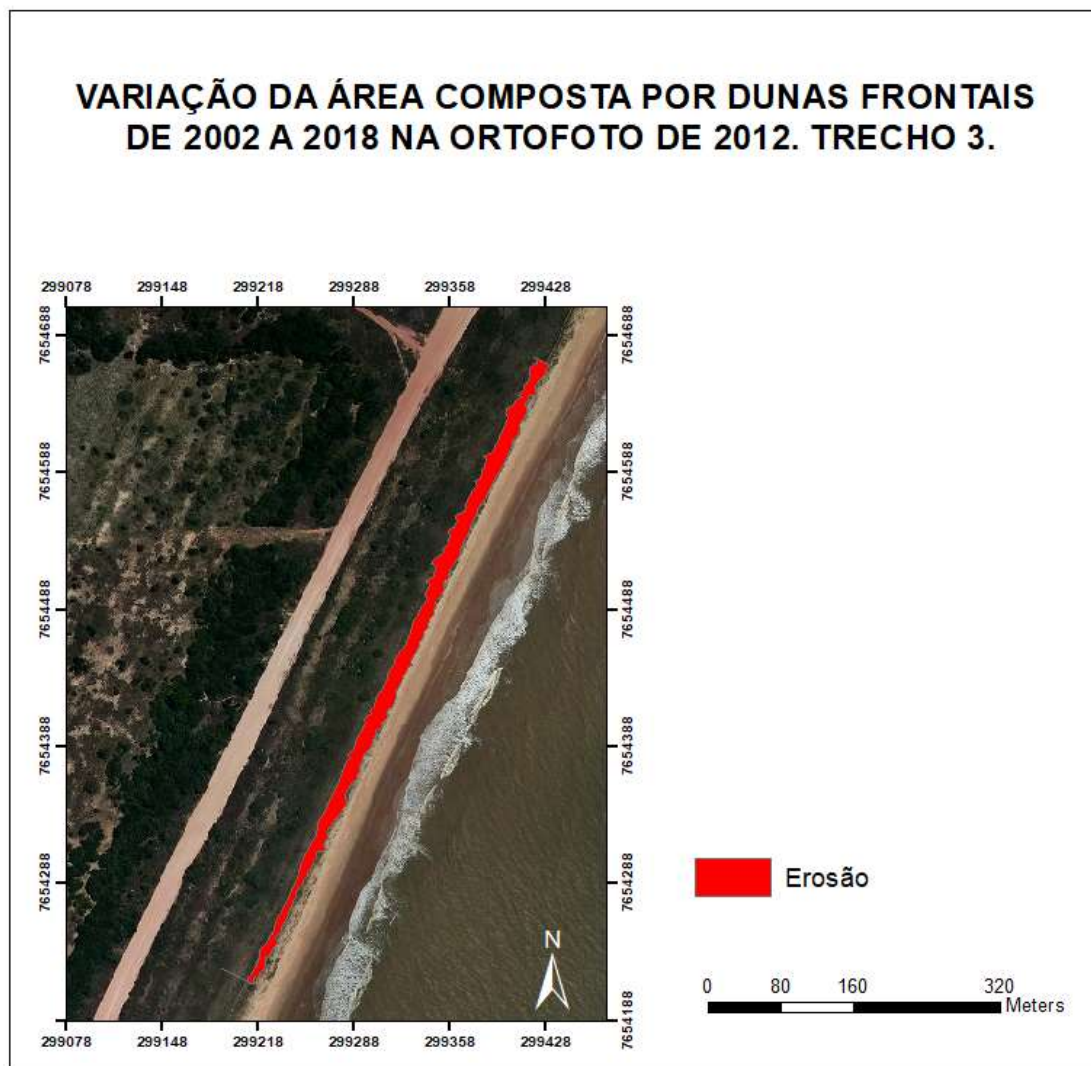 VARIAÇÃO DA ÁREA COMPOSTA POR DUNAS FRONTAIS
DE 2002 A 2018 NA ORTOFOTO DE 2012. TRECHO 3.
299078 299148 299218 299288 299358 299428
7654688 7654688
7654588 7654588
7654488 7654488
7654388 7654388
7654288 7654288
7654188
N
299078 299148 299218 299288 299358 299428
Erosão
0 80 160 320
Meters